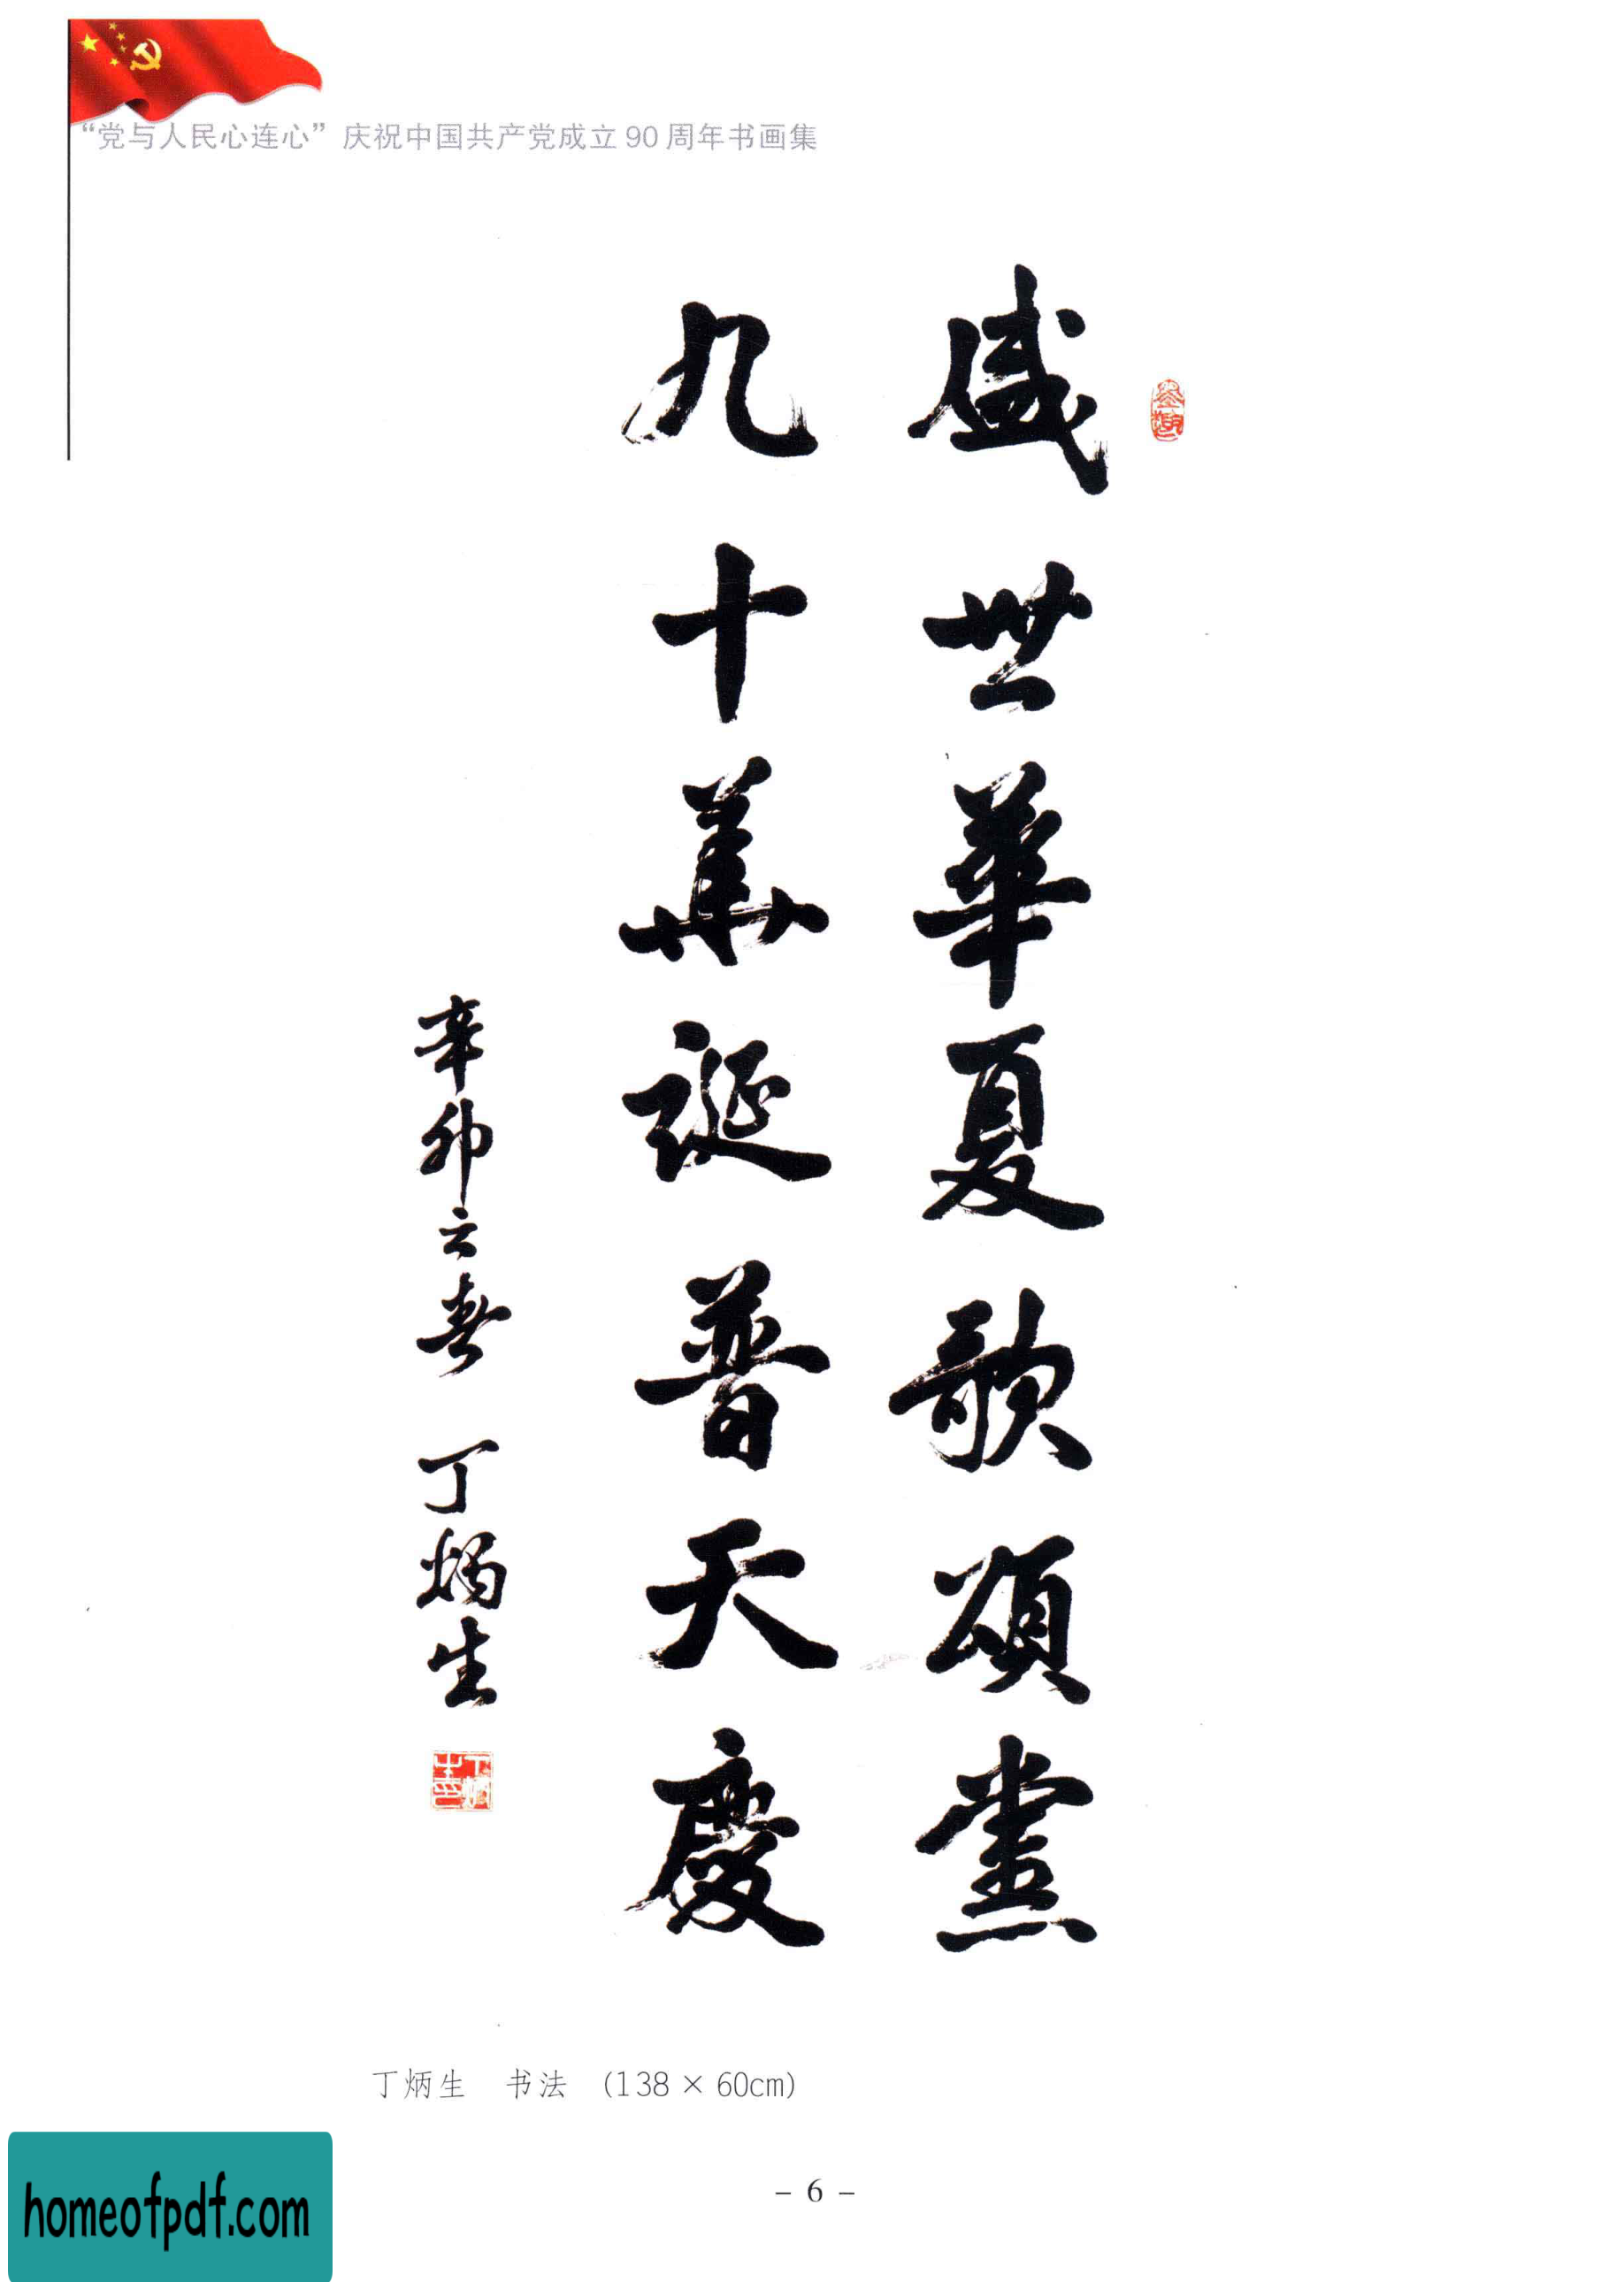 “党与人民心连心”庆祝中国共产党成立90周年书画集
盛世華夏歌頌黨
九十華誕普天慶
辛卯云春 丁炳生
丁炳生 书法 (138×60cm)
- 6 -
homeofpdf.com